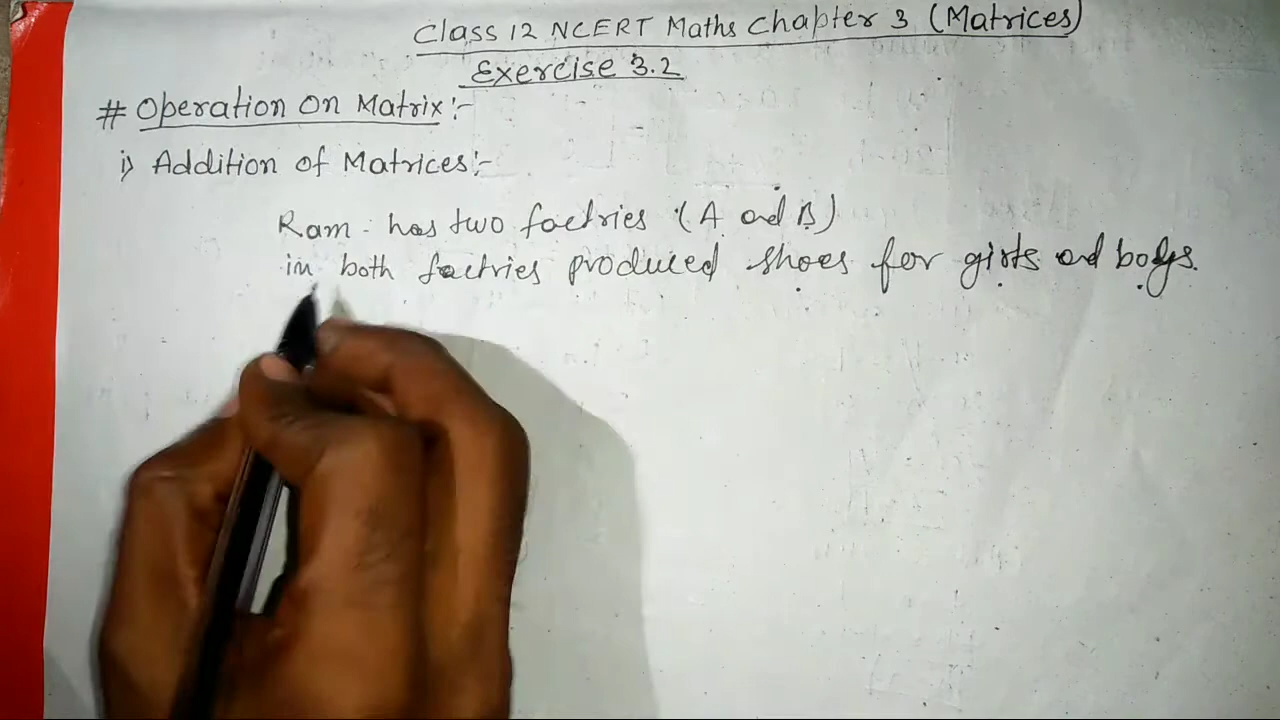 Class 12 NCERT Maths Chapter 3 (Matrices)
Exercise 3.2
# Operation On Matrix:-
i) Addition of Matrices:-
Ram has two factries (A and B)
in both factries produced shoes for girls and boys.